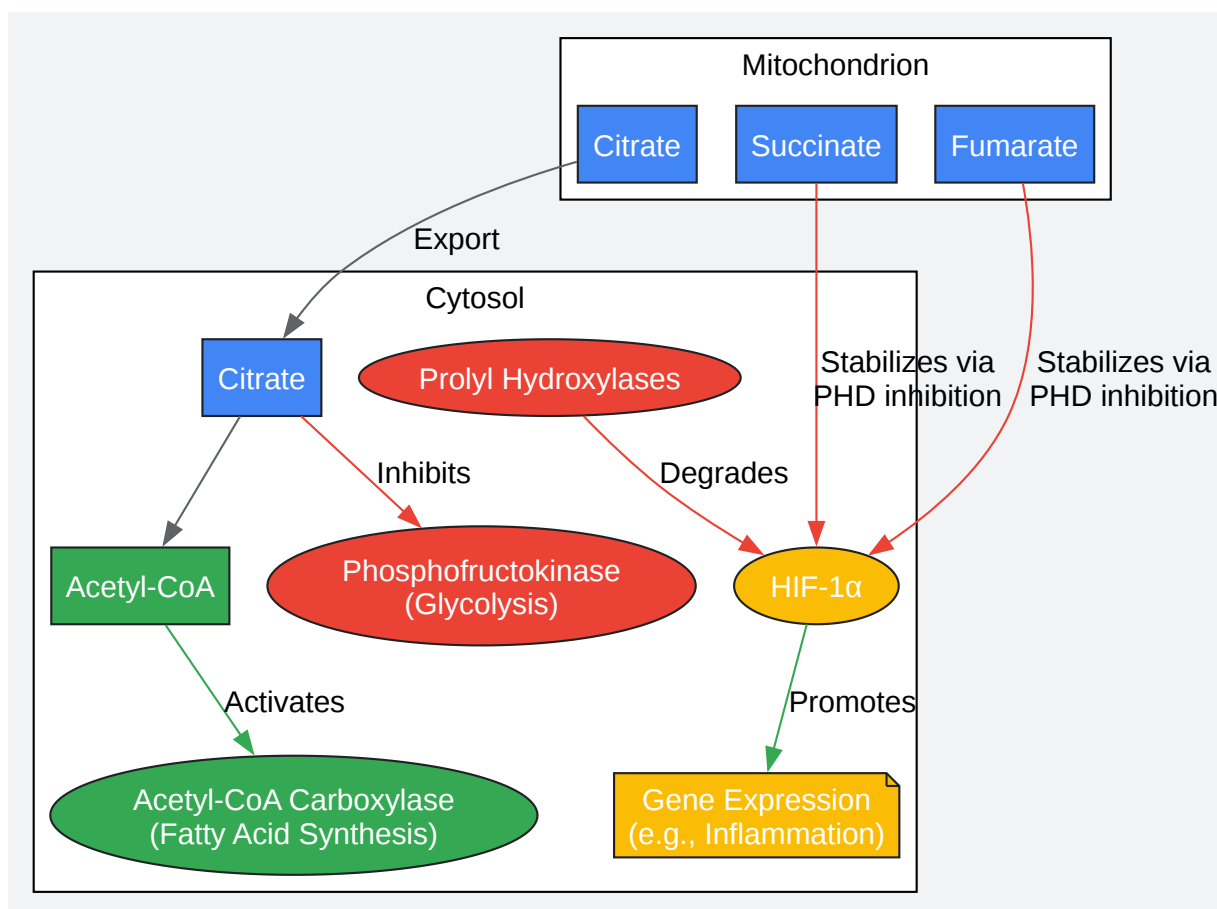 Mitochondrion
Citrate
Succinate
Fumarate
Export
Cytosol
Citrate
Prolyl Hydroxylases
Stabilizes via
PHD inhibition
Stabilizes via
PHD inhibition
Inhibits
Degrades
Acetyl-CoA
Phosphofructokinase
(Glycolysis)
HIF-1α
Activates
Promotes
Acetyl-CoA Carboxylase
(Fatty Acid Synthesis)
Gene Expression
(e.g., Inflammation)